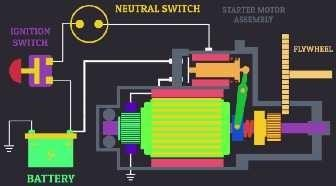 NEUTRAL SWITCH
STARTER MOTOR
ASSEMBLY
IGNITION
SWITCH
FLYWHEEL
BATTERY